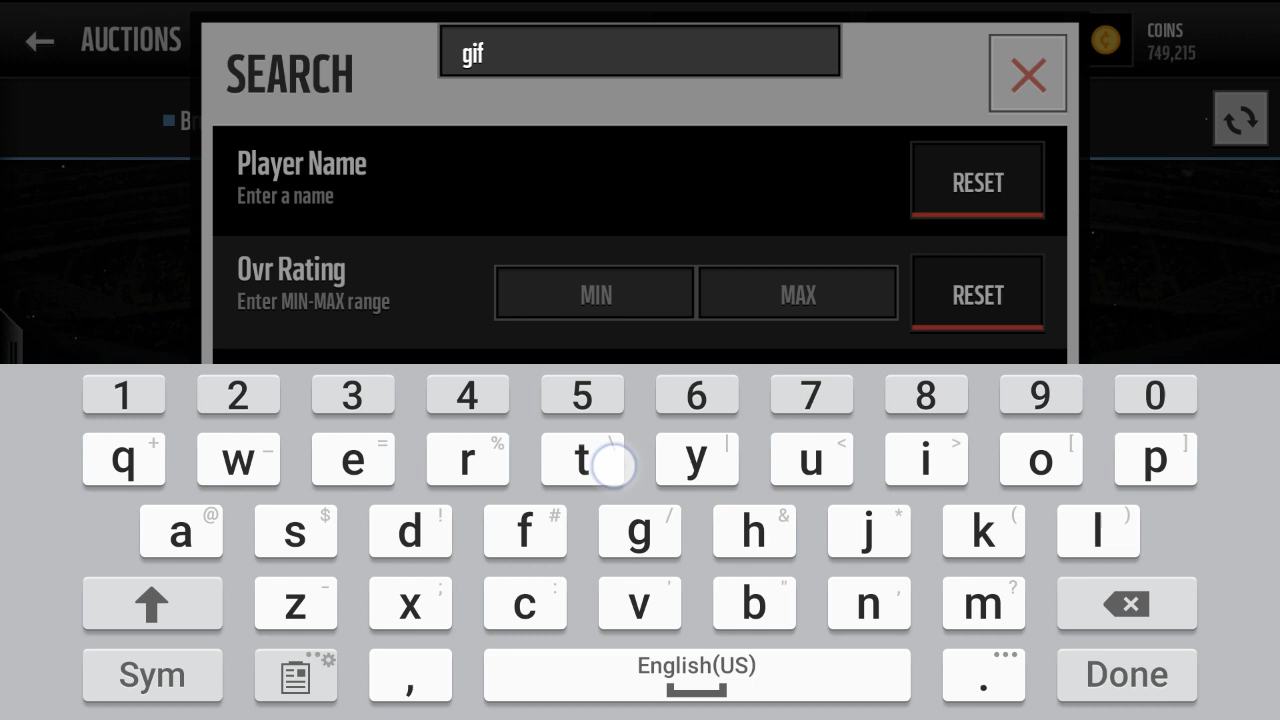 AUCTIONS
COINS
749,215
gif
SEARCH
Player Name
Enter a name
RESET
Ovr Rating
Enter MIN-MAX range
MIN
MAX
RESET
1 2 3 4 5 6 7 8 9 0
q + w _ e = r % t \ y | u < i > o [ p ]
a @ s $ d ! f # g / h & j * k ( l )
z - x ; c : v ' b " n , m ?
Sym , English(US) . Done